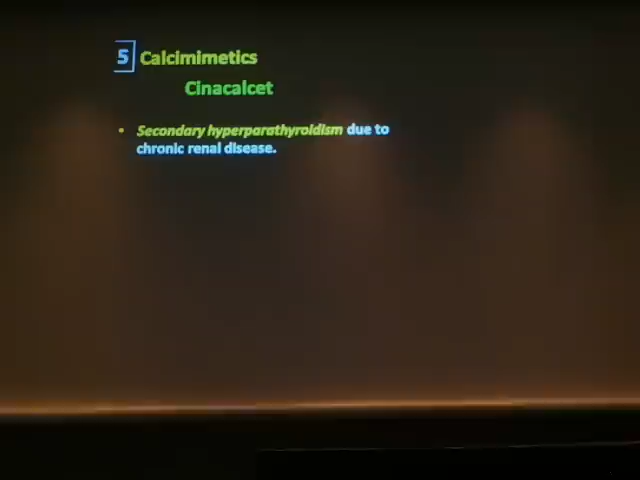 5 Calcimimetics
Cinacalcet
• Secondary hyperparathyroidism due to
chronic renal disease.